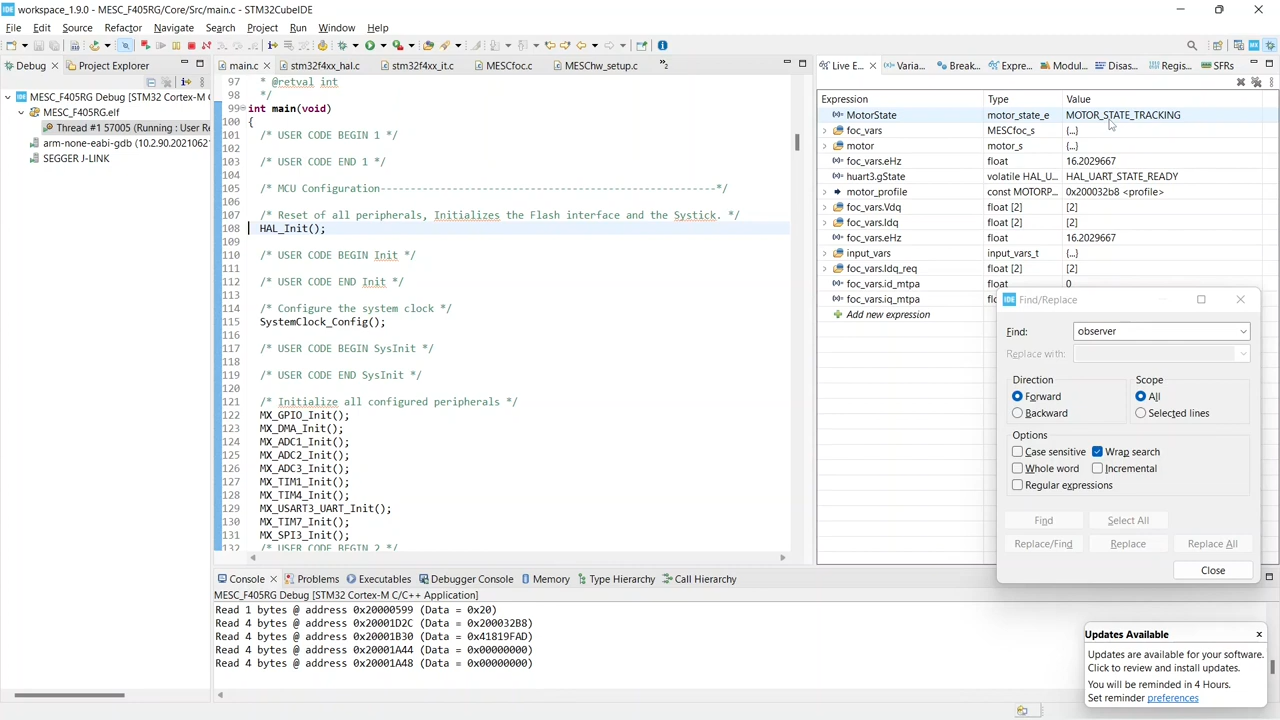 workspace_1.9.0 - MESC_F405RG/Core/Src/main.c - STM32CubeIDE
File Edit Source Refactor Navigate Search Project Run Window Help
Debug Project Explorer
MESC_F405RG Debug [STM32 Cortex-M C
MESC_F405RG.elf
Thread #1 57005 (Running : User Re
arm-none-eabi-gdb (10.2.90.2021062
SEGGER J-LINK
main.c stm32f4xx_hal.c stm32f4xx_it.c MESCfoc.c MESChw_setup.c »2
97 * @retval int
98 */
99 int main(void)
100 {
101 /* USER CODE BEGIN 1 */
102
103 /* USER CODE END 1 */
104
105 /* MCU Configuration--------------------------------------------------------*/
106
107 /* Reset of all peripherals, Initializes the Flash interface and the Systick. */
108 HAL_Init();
109
110 /* USER CODE BEGIN Init */
111
112 /* USER CODE END Init */
113
114 /* Configure the system clock */
115 SystemClock_Config();
116
117 /* USER CODE BEGIN SysInit */
118
119 /* USER CODE END SysInit */
120
121 /* Initialize all configured peripherals */
122 MX_GPIO_Init();
123 MX_DMA_Init();
124 MX_ADC1_Init();
125 MX_ADC2_Init();
126 MX_ADC3_Init();
127 MX_TIM1_Init();
128 MX_TIM4_Init();
129 MX_USART3_UART_Init();
130 MX_TIM7_Init();
131 MX_SPI3_Init();
132 /* USER CODE BEGIN 2 */
Live E... Varia... Break... Expre... Modul... Disas... Regis... SFRs
Expression Type Value
MotorState motor_state_e MOTOR_STATE_TRACKING
foc_vars MESCfoc_s {...}
motor motor_s {...}
foc_vars.eHz float 16.2029667
huart3.gState volatile HAL_U... HAL_UART_STATE_READY
motor_profile const MOTORP... 0x200032b8 <profile>
foc_vars.Vdq float [2] [2]
foc_vars.Idq float [2] [2]
foc_vars.eHz float 16.2029667
input_vars input_vars_t {...}
foc_vars.Idq_req float [2] [2]
foc_vars.id_mtpa float 0
foc_vars.iq_mtpa flo
Add new expression
Find/Replace
Find: observer
Replace with:
Direction Scope
Forward All
Backward Selected lines
Options
Case sensitive Wrap search
Whole word Incremental
Regular expressions
Find Select All
Replace/Find Replace Replace All
Close
Console Problems Executables Debugger Console Memory Type Hierarchy Call Hierarchy
MESC_F405RG Debug [STM32 Cortex-M C/C++ Application]
Read 1 bytes @ address 0x20000599 (Data = 0x20)
Read 4 bytes @ address 0x20001D2C (Data = 0x200032B8)
Read 4 bytes @ address 0x20001B30 (Data = 0x41819FAD)
Read 4 bytes @ address 0x20001A44 (Data = 0x00000000)
Read 4 bytes @ address 0x20001A48 (Data = 0x00000000)
Updates Available
Updates are available for your software.
Click to review and install updates.
You will be reminded in 4 Hours.
Set reminder preferences